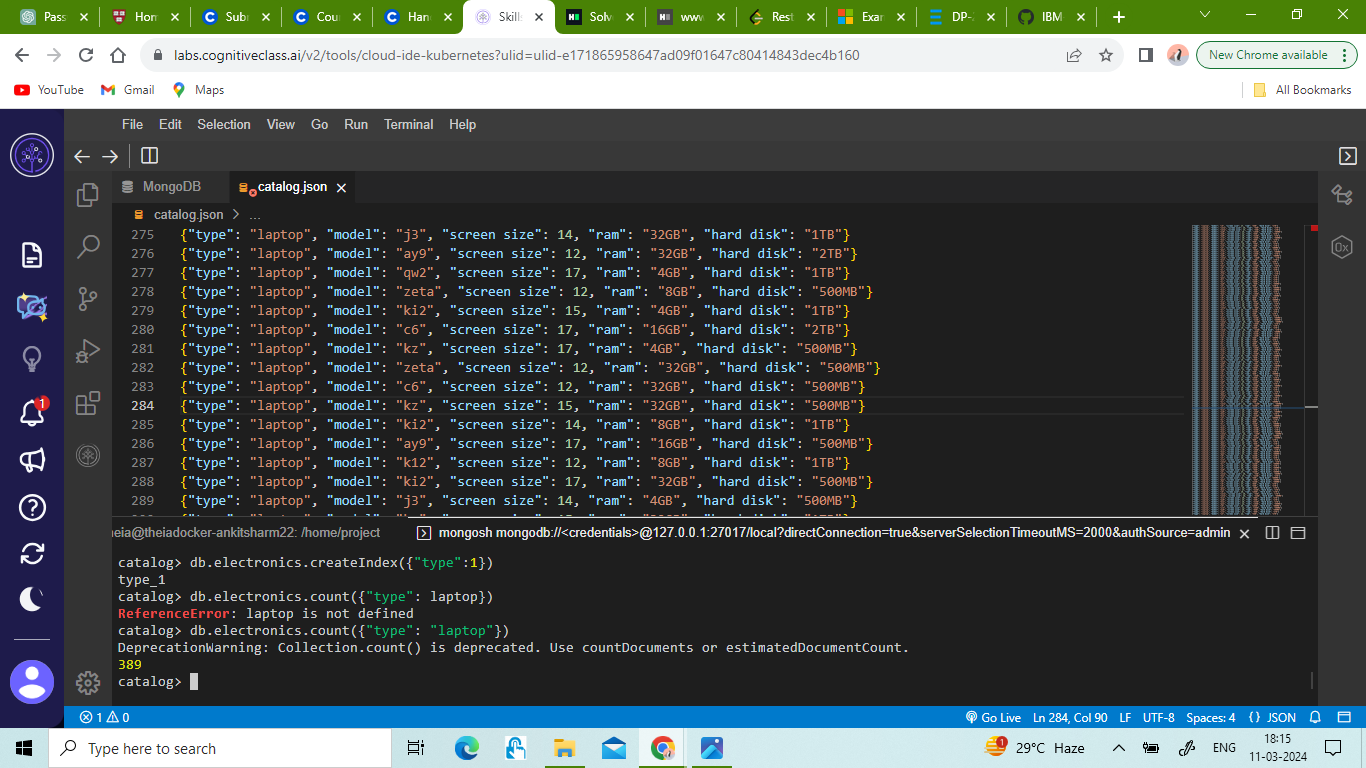 Pass
Hom
Subm
Cour
Han
Skills
Solv
www
Rest
Exar
DP-
IBM
labs.cognitiveclass.ai/v2/tools/cloud-ide-kubernetes?ulid=ulid-e171865958647ad09f01647c80414843dec4b160
New Chrome available
YouTube
Gmail
Maps
All Bookmarks
File Edit Selection View Go Run Terminal Help
MongoDB
catalog.json
catalog.json > ...
275 {"type": "laptop", "model": "j3", "screen size": 14, "ram": "32GB", "hard disk": "1TB"}
276 {"type": "laptop", "model": "ay9", "screen size": 12, "ram": "32GB", "hard disk": "2TB"}
277 {"type": "laptop", "model": "qw2", "screen size": 17, "ram": "4GB", "hard disk": "1TB"}
278 {"type": "laptop", "model": "zeta", "screen size": 12, "ram": "8GB", "hard disk": "500MB"}
279 {"type": "laptop", "model": "ki2", "screen size": 15, "ram": "4GB", "hard disk": "1TB"}
280 {"type": "laptop", "model": "c6", "screen size": 17, "ram": "16GB", "hard disk": "2TB"}
281 {"type": "laptop", "model": "kz", "screen size": 17, "ram": "4GB", "hard disk": "500MB"}
282 {"type": "laptop", "model": "zeta", "screen size": 12, "ram": "32GB", "hard disk": "500MB"}
283 {"type": "laptop", "model": "c6", "screen size": 12, "ram": "32GB", "hard disk": "500MB"}
284 {"type": "laptop", "model": "kz", "screen size": 15, "ram": "32GB", "hard disk": "500MB"}
285 {"type": "laptop", "model": "ki2", "screen size": 14, "ram": "8GB", "hard disk": "1TB"}
286 {"type": "laptop", "model": "ay9", "screen size": 17, "ram": "16GB", "hard disk": "500MB"}
287 {"type": "laptop", "model": "k12", "screen size": 12, "ram": "8GB", "hard disk": "1TB"}
288 {"type": "laptop", "model": "ki2", "screen size": 17, "ram": "32GB", "hard disk": "500MB"}
289 {"type": "laptop", "model": "j3", "screen size": 14, "ram": "4GB", "hard disk": "500MB"}
1
0x
heia@theiadocker-ankitsharm22: /home/project
mongosh mongodb://<credentials>@127.0.0.1:27017/local?directConnection=true&serverSelectionTimeoutMS=2000&authSource=admin
catalog> db.electronics.createIndex({"type":1})
type_1
catalog> db.electronics.count({"type": laptop})
ReferenceError: laptop is not defined
catalog> db.electronics.count({"type": "laptop"})
DeprecationWarning: Collection.count() is deprecated. Use countDocuments or estimatedDocumentCount.
389
catalog>
1 0
Go Live Ln 284, Col 90 LF UTF-8 Spaces: 4 {} JSON
Type here to search
1
29°C Haze
ENG
18:15
11-03-2024